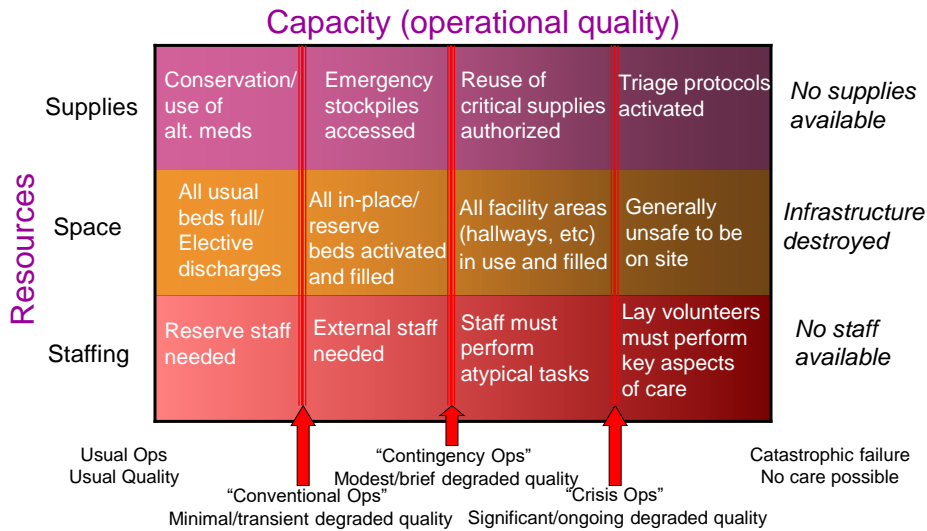 Capacity (operational quality)
Resources
Supplies
Conservation/
use of
alt. meds
Emergency
stockpiles
accessed
Reuse of
critical supplies
authorized
Triage protocols
activated
No supplies
available
Space
All usual
beds full/
Elective
discharges
All in-place/
reserve
beds activated
and filled
All facility areas
(hallways, etc)
in use and filled
Generally
unsafe to be
on site
Infrastructure
destroyed
Staffing
Reserve staff
needed
External staff
needed
Staff must
perform
atypical tasks
Lay volunteers
must perform
key aspects
of care
No staff
available
Usual Ops
Usual Quality
“Conventional Ops”
Minimal/transient degraded quality
“Contingency Ops”
Modest/brief degraded quality
“Crisis Ops”
Significant/ongoing degraded quality
Catastrophic failure
No care possible